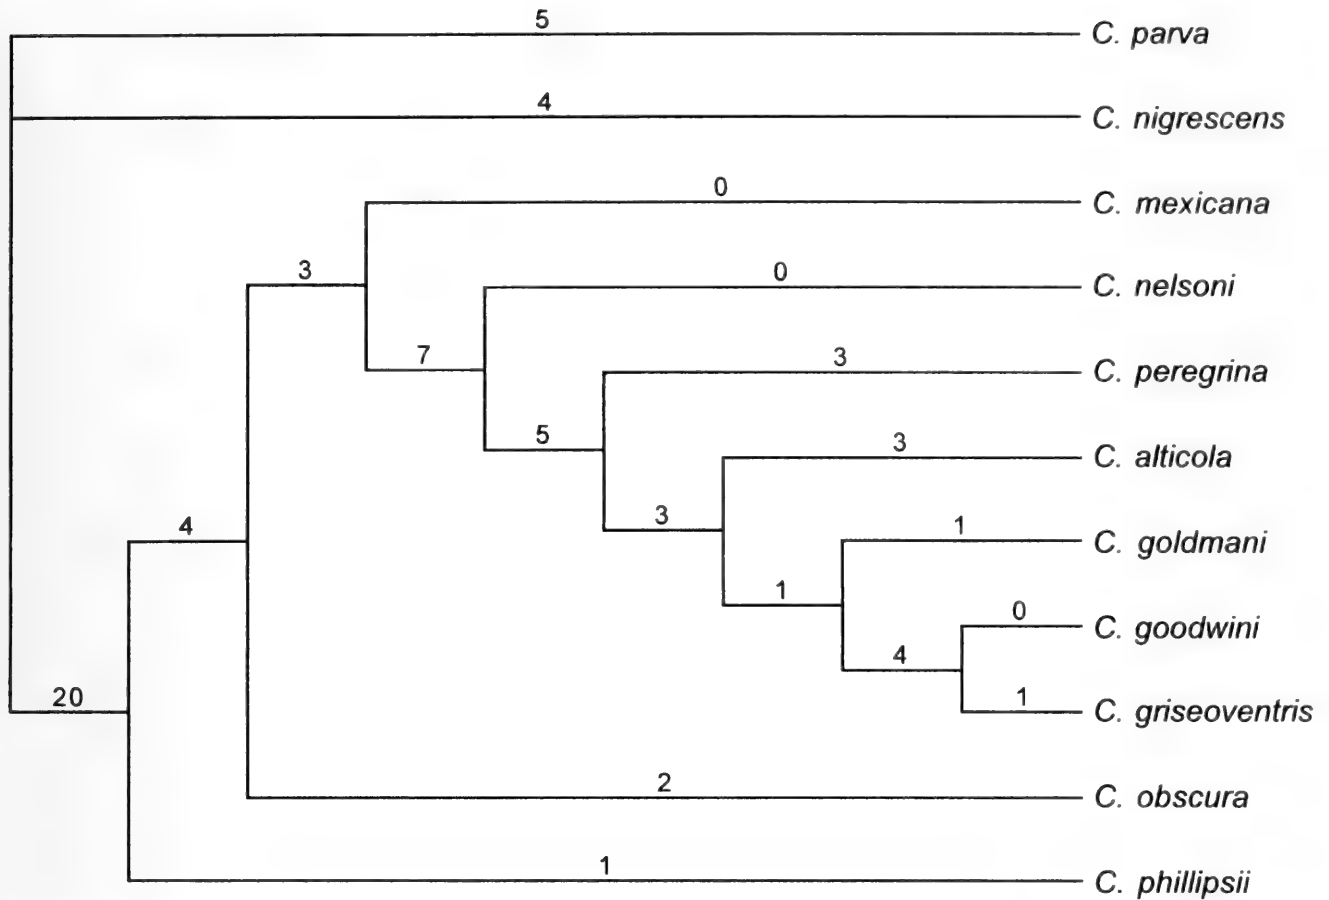 5
C. parva
4
C. nigrescens
0
C. mexicana
3
0
C. nelsoni
7
3
C. peregrina
5
3
C. alticola
3
1
C. goldmani
4
1
0
C. goodwini
4
20
1
C. griseoventris
2
C. obscura
1
C. phillipsii